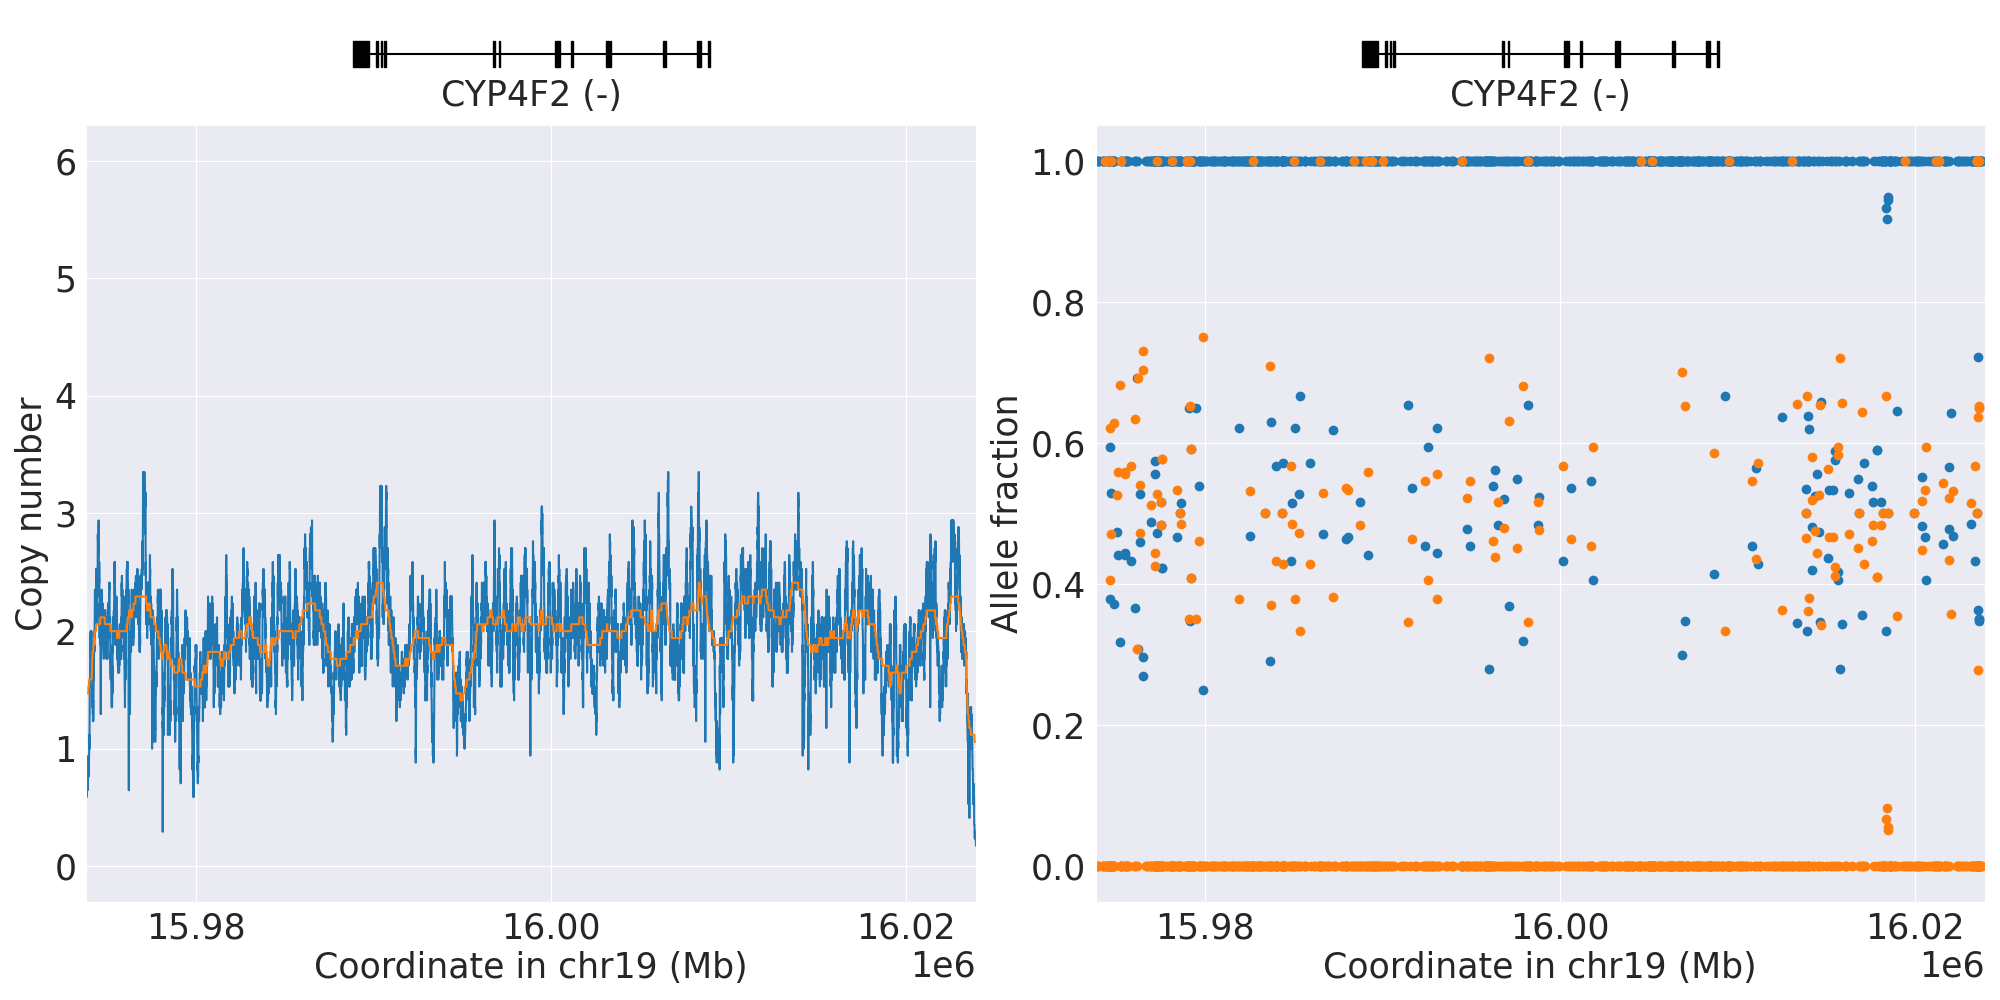 CYP4F2 (-)
6
5
4
3
2
1
0
Copy number
15.98
16.00
16.02
Coordinate in chr19 (Mb)
1e6
CYP4F2 (-)
1.0
0.8
0.6
0.4
0.2
0.0
Allele fraction
15.98
16.00
16.02
Coordinate in chr19 (Mb)
1e6